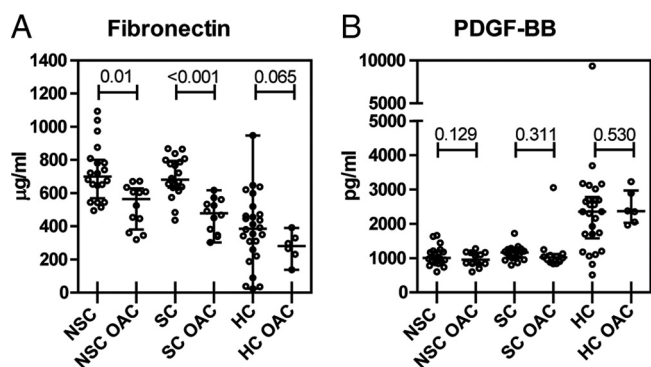 A Fibronectin
1400
1200
1000
800
600
400
200
0
µg/ml
0.01 <0.001 0.065
NSC NSC OAC SC SC OAC HC HC OAC
B PDGF-BB
10000
5000
5000
4000
3000
2000
1000
0
pg/ml
0.129 0.311 0.530
NSC NSC OAC SC SC OAC HC HC OAC